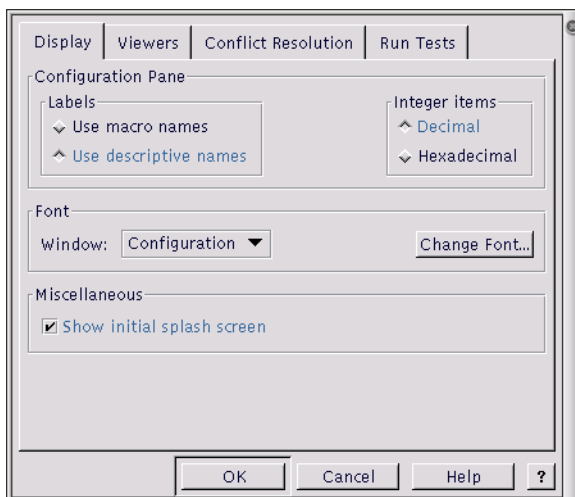 Display Viewers Conflict Resolution Run Tests
Configuration Pane
Labels
Use macro names
Use descriptive names
Integer items
Decimal
Hexadecimal
Font
Window: Configuration Change Font...
Miscellaneous
Show initial splash screen
OK Cancel Help ?